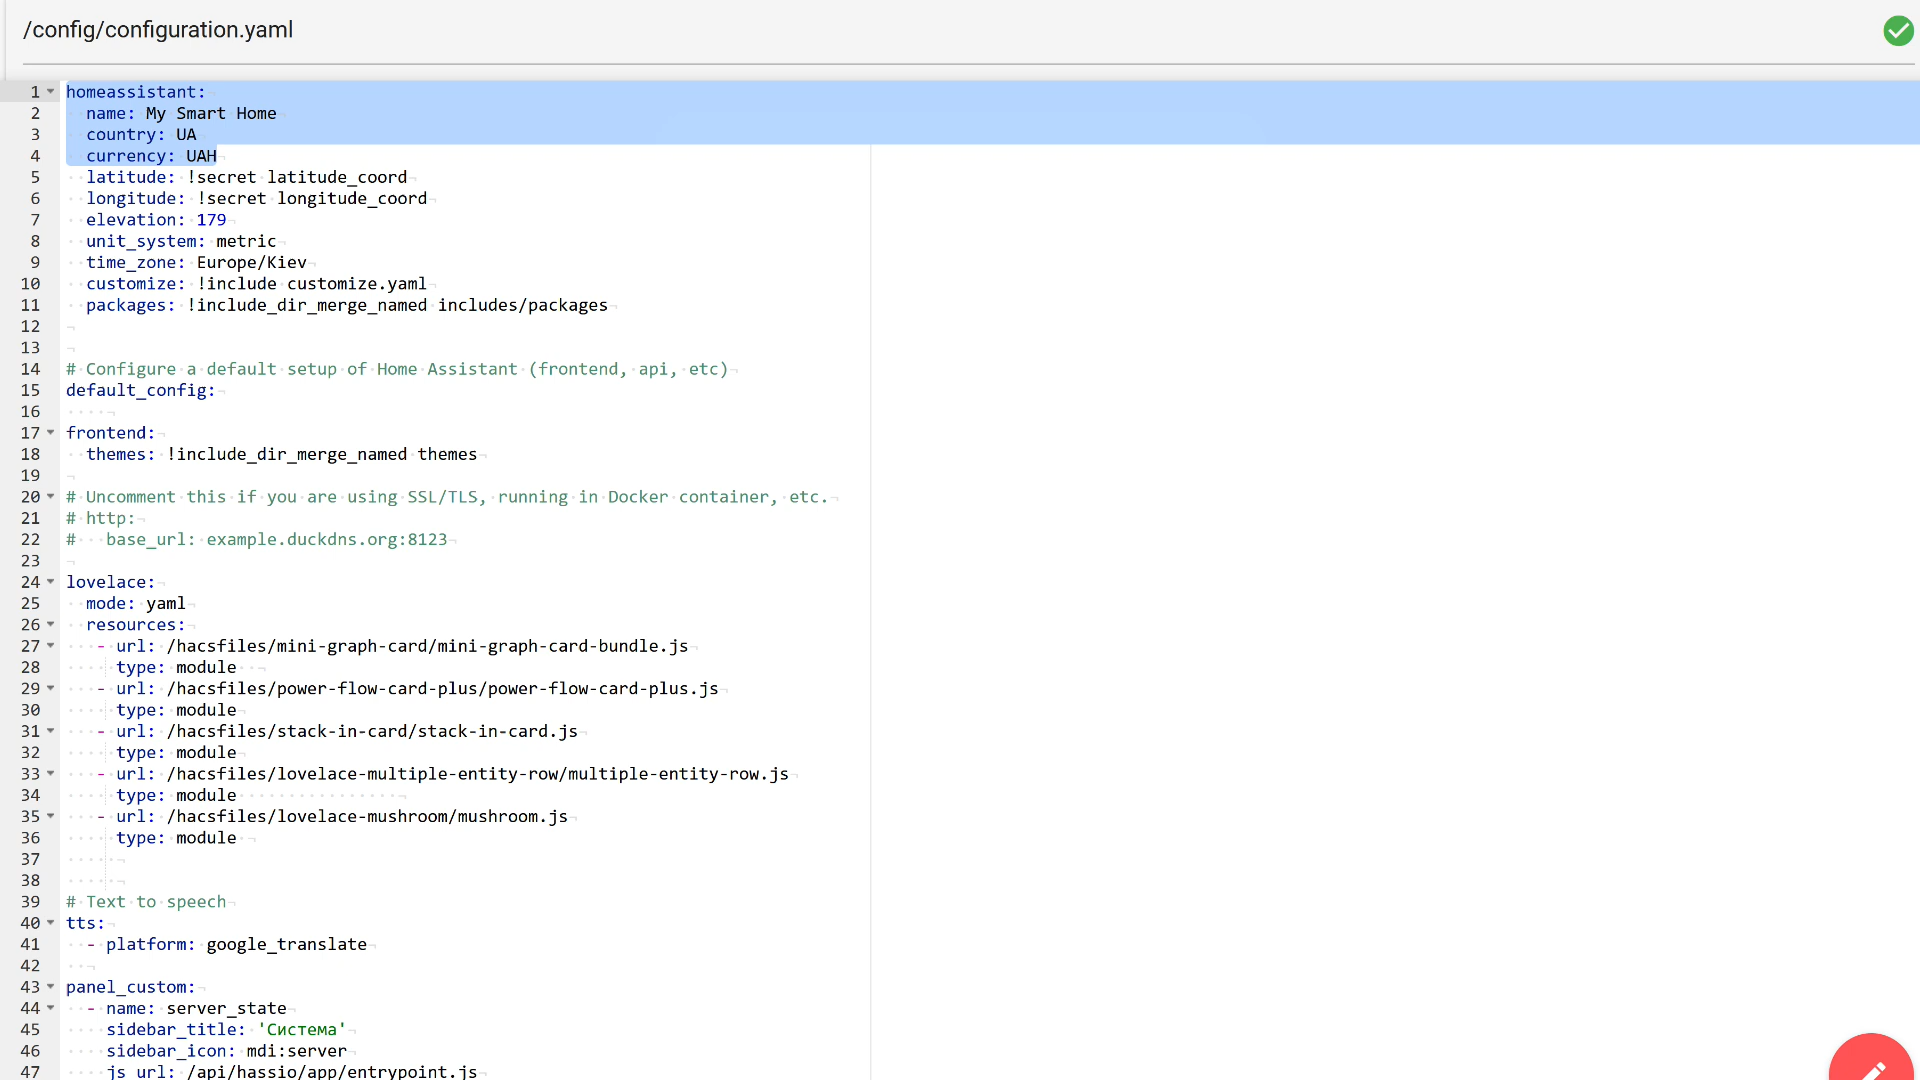 /config/configuration.yaml
1 homeassistant:
2   name: My Smart Home
3   country: UA
4   currency: UAH
5   latitude: !secret latitude_coord
6   longitude: !secret longitude_coord
7   elevation: 179
8   unit_system: metric
9   time_zone: Europe/Kiev
10   customize: !include customize.yaml
11   packages: !include_dir_merge_named includes/packages
12
13
14 # Configure a default setup of Home Assistant (frontend, api, etc)
15 default_config:
16
17 frontend:
18   themes: !include_dir_merge_named themes
19
20 # Uncomment this if you are using SSL/TLS, running in Docker container, etc.
21 # http:
22 #   base_url: example.duckdns.org:8123
23
24 lovelace:
25   mode: yaml
26   resources:
27    - url: /hacsfiles/mini-graph-card/mini-graph-card-bundle.js
28      type: module
29    - url: /hacsfiles/power-flow-card-plus/power-flow-card-plus.js
30      type: module
31    - url: /hacsfiles/stack-in-card/stack-in-card.js
32      type: module
33    - url: /hacsfiles/lovelace-multiple-entity-row/multiple-entity-row.js
34      type: module
35    - url: /hacsfiles/lovelace-mushroom/mushroom.js
36      type: module
37
38
39 # Text to speech
40 tts:
41   - platform: google_translate
42
43 panel_custom:
44   - name: server_state
45     sidebar_title: 'Система'
46     sidebar_icon: mdi:server
47     js_url: /api/hassio/app/entrypoint.js